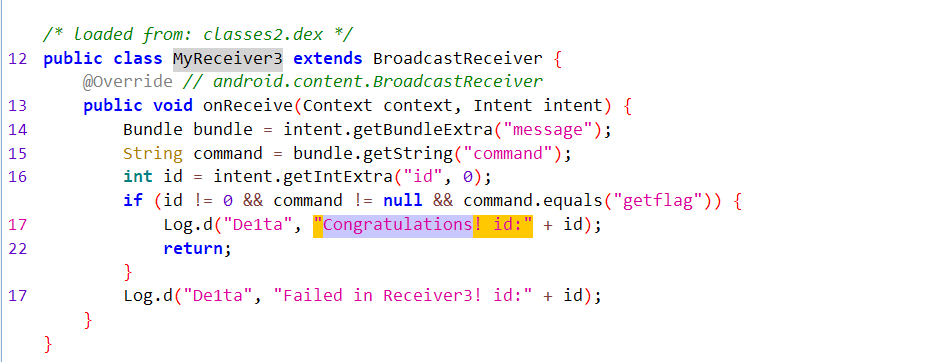 /* loaded from: classes2.dex */
12 public class MyReceiver3 extends BroadcastReceiver {
@Override // android.content.BroadcastReceiver
13 public void onReceive(Context context, Intent intent) {
14 Bundle bundle = intent.getBundleExtra("message");
15 String command = bundle.getString("command");
16 int id = intent.getIntExtra("id", 0);
if (id != 0 && command != null && command.equals("getflag")) {
17 Log.d("De1ta", "Congratulations! id:" + id);
22 return;
}
17 Log.d("De1ta", "Failed in Receiver3! id:" + id);
}
}